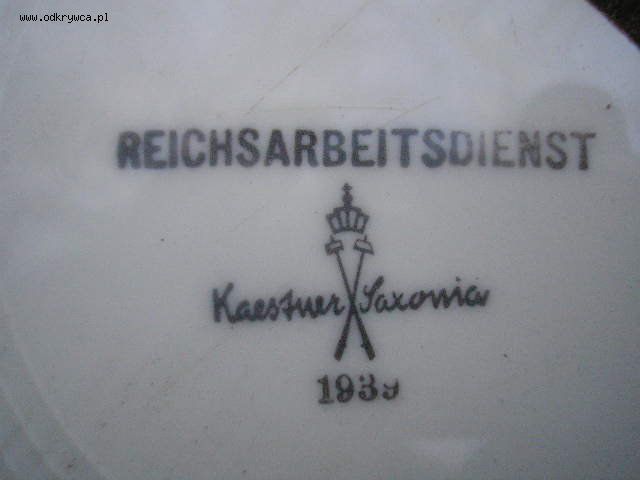 www.odkrywca.pl
REICHSARBEITSDIENST
Kaestner Saxonia
1939